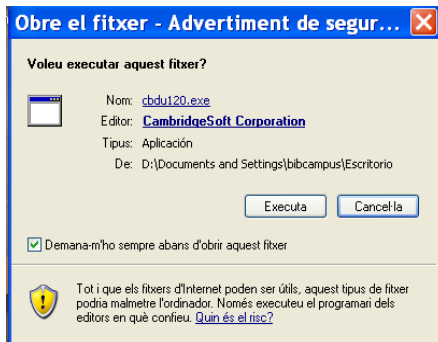 Obre el fitxer - Advertiment de segur...
Voleu executar aquest fitxer?
Nom: cbdu120.exe
Editor: CambridgeSoft Corporation
Tipus: Aplicación
De: D:\Documents and Settings\bibcampus\Escritorio
Executa Cancel·la
Demana-m'ho sempre abans d'obrir aquest fitxer
Tot i que els fitxers d'Internet poden ser útils, aquest tipus de fitxer
podria malmetre l'ordinador. Només executeu el programari dels
editors en què confieu. Quin és el risc?